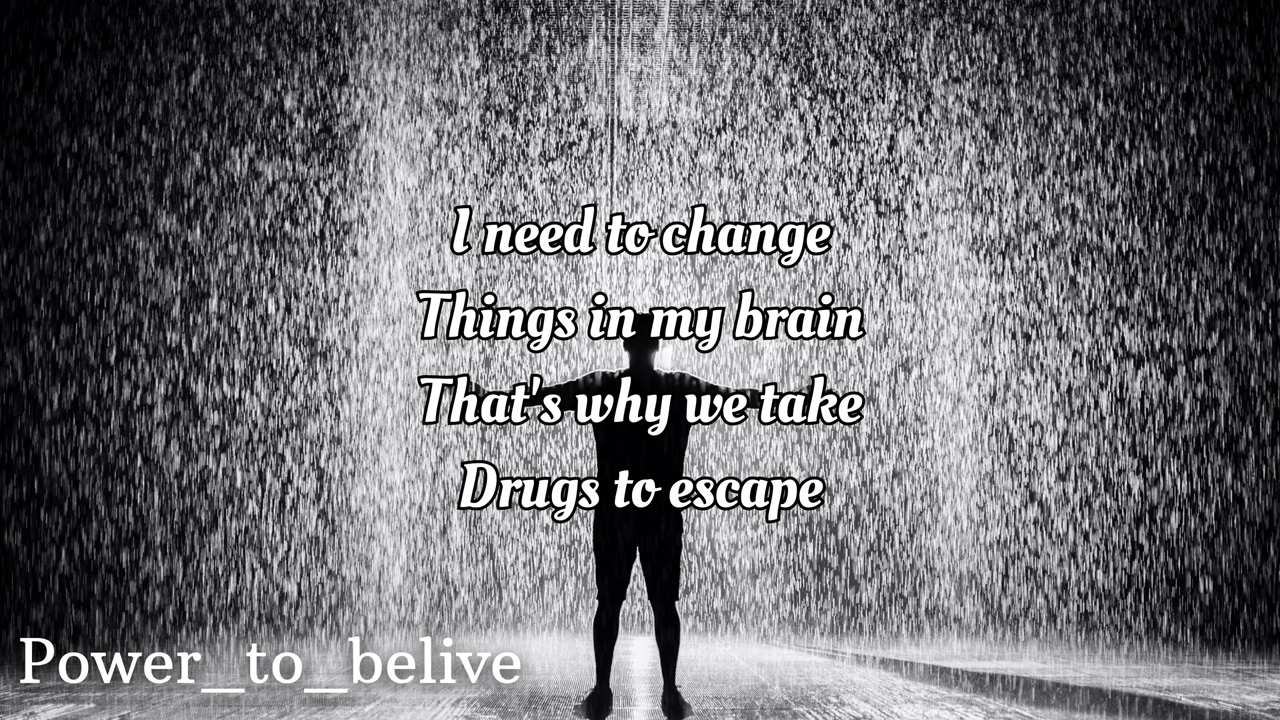 I need to change
Things in my brain
That's why we take
Drugs to escape
Power_to_belive